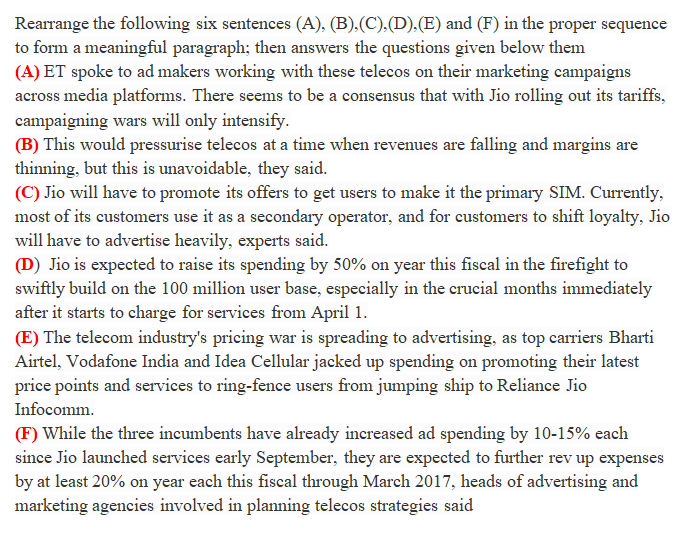 Rearrange the following six sentences (A), (B),(C),(D),(E) and (F) in the proper sequence
to form a meaningful paragraph; then answers the questions given below them
(A) ET spoke to ad makers working with these telecos on their marketing campaigns
across media platforms. There seems to be a consensus that with Jio rolling out its tariffs,
campaigning wars will only intensify.
(B) This would pressurise telecos at a time when revenues are falling and margins are
thinning, but this is unavoidable, they said.
(C) Jio will have to promote its offers to get users to make it the primary SIM. Currently,
most of its customers use it as a secondary operator, and for customers to shift loyalty, Jio
will have to advertise heavily, experts said.
(D)  Jio is expected to raise its spending by 50% on year this fiscal in the firefight to
swiftly build on the 100 million user base, especially in the crucial months immediately
after it starts to charge for services from April 1.
(E) The telecom industry's pricing war is spreading to advertising, as top carriers Bharti
Airtel, Vodafone India and Idea Cellular jacked up spending on promoting their latest
price points and services to ring-fence users from jumping ship to Reliance Jio
Infocomm.
(F) While the three incumbents have already increased ad spending by 10-15% each
since Jio launched services early September, they are expected to further rev up expenses
by at least 20% on year each this fiscal through March 2017, heads of advertising and
marketing agencies involved in planning telecos strategies said